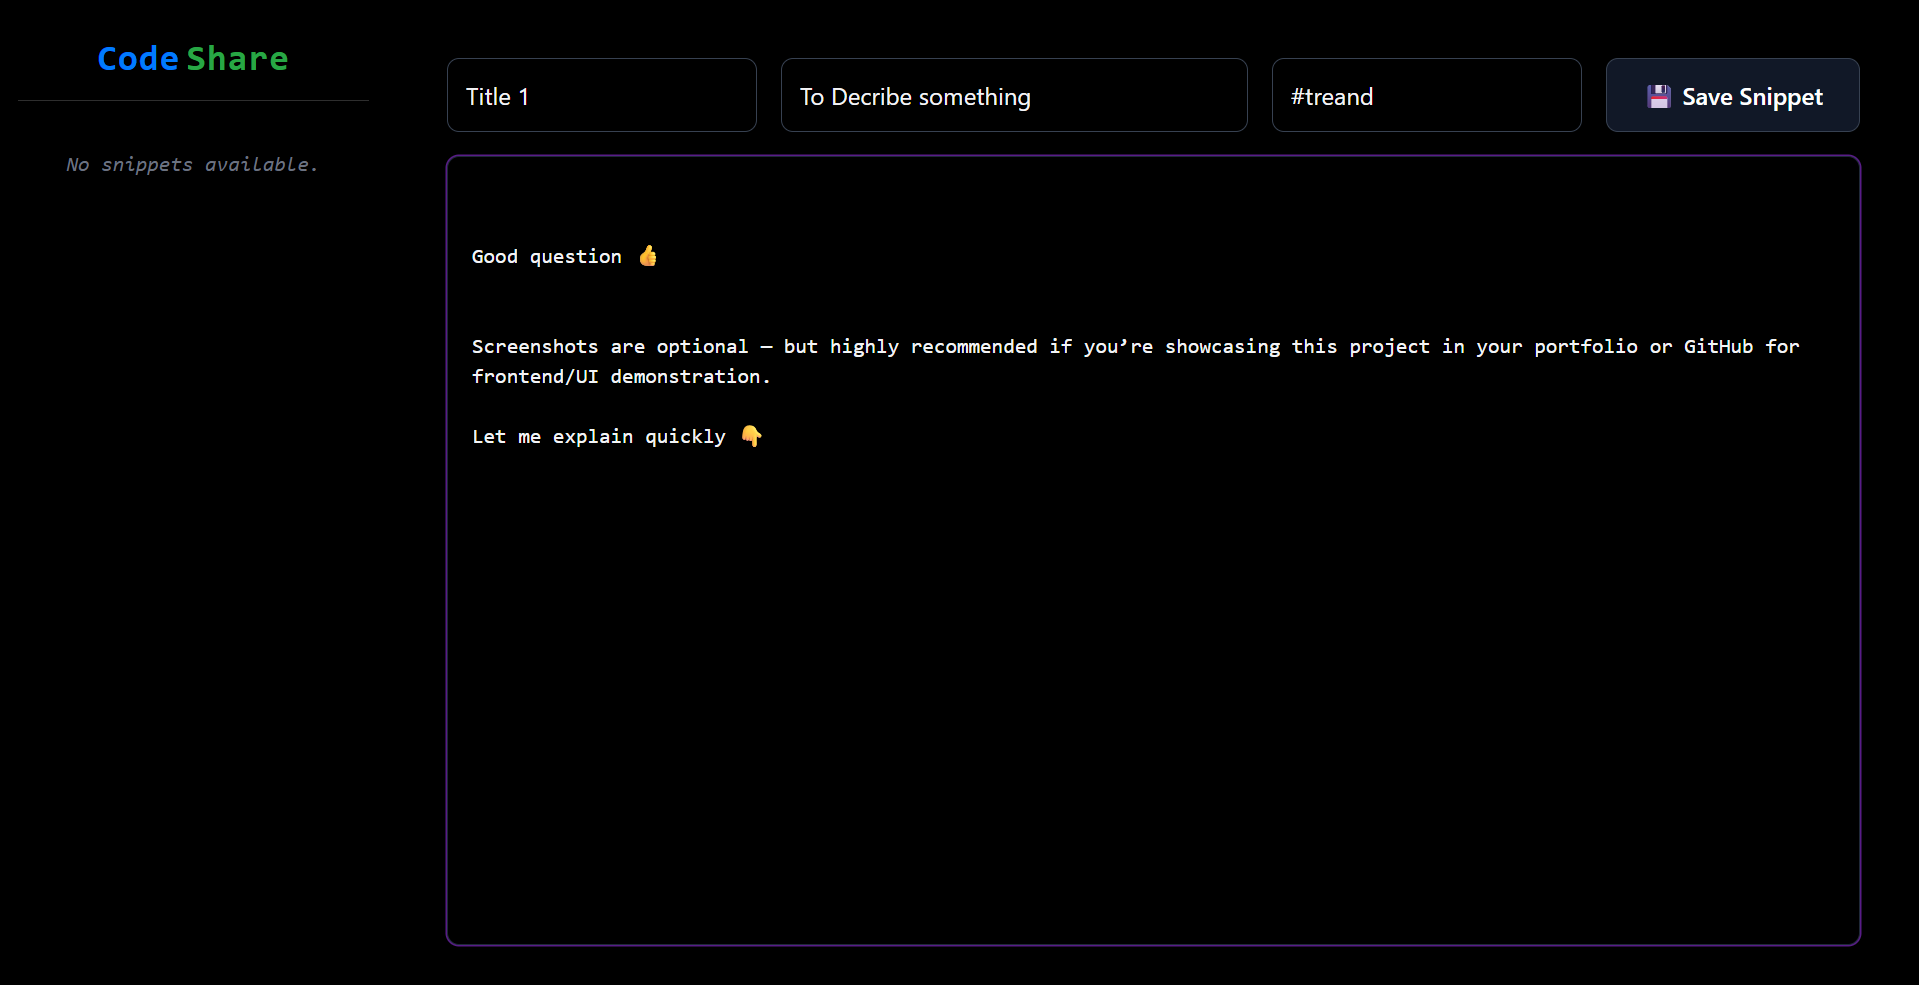 Code Share
No snippets available.
Title 1
To Decribe something
#treand
💾 Save Snippet
Good question 👍
Screenshots are optional — but highly recommended if you’re showcasing this project in your portfolio or GitHub for
frontend/UI demonstration.
Let me explain quickly 👇